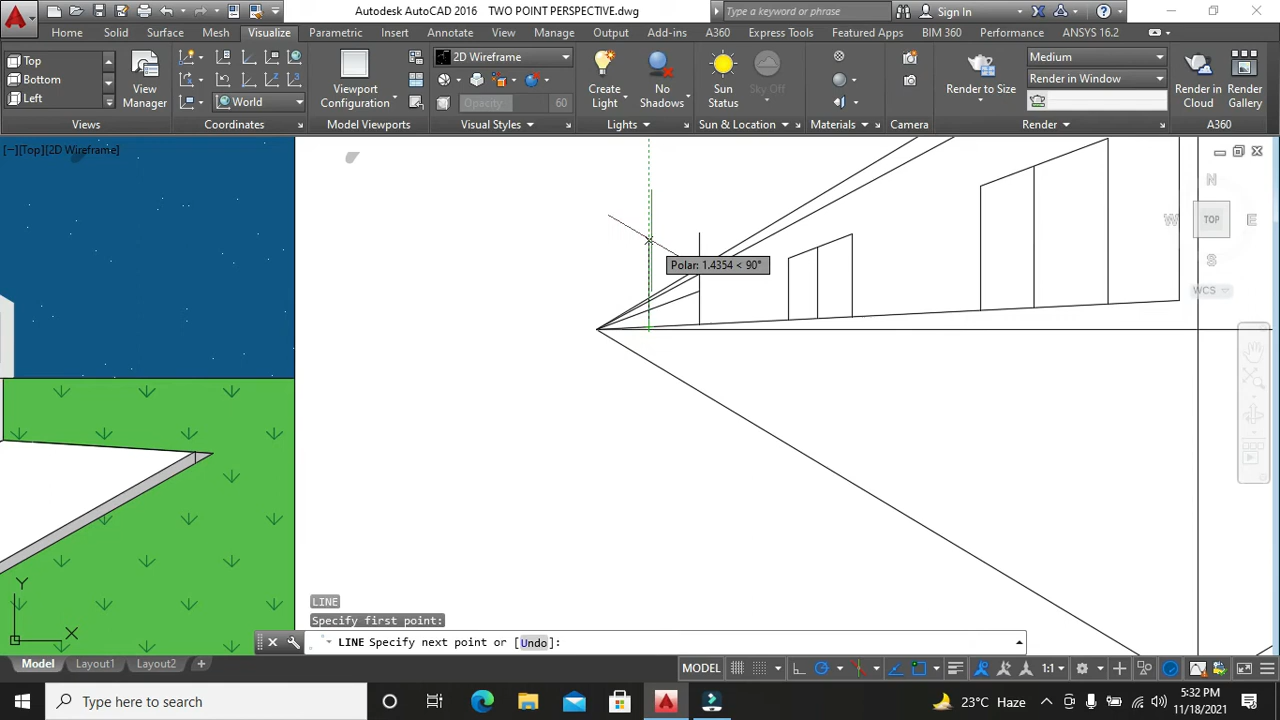 Autodesk AutoCAD 2016 TWO POINT PERSPECTIVE.dwg
Type a keyword or phrase
Sign In
Home Solid Surface Mesh Visualize Parametric Insert Annotate View Manage Output Add-ins A360 Express Tools Featured Apps BIM 360 Performance ANSYS 16.2
Top
Bottom
Left
View
Manager
Views
World
Coordinates
Viewport
Configuration
Model Viewports
2D Wireframe
Opacity 60
Visual Styles
Create
Light
No
Shadows
Lights
Sun
Status
Sky Off
Sun & Location
Materials
Camera
Render to Size
Medium
Render in Window
Render
Render in
Cloud
Render
Gallery
A360
[−][Top][2D Wireframe]
N
W TOP E
S
WCS
Polar: 1.4354 < 90°
Y
X
LINE
Specify first point:
LINE Specify next point or [Undo]:
Model Layout1 Layout2 +
MODEL 1:1
Type here to search
23°C Haze
5:32 PM
11/18/2021